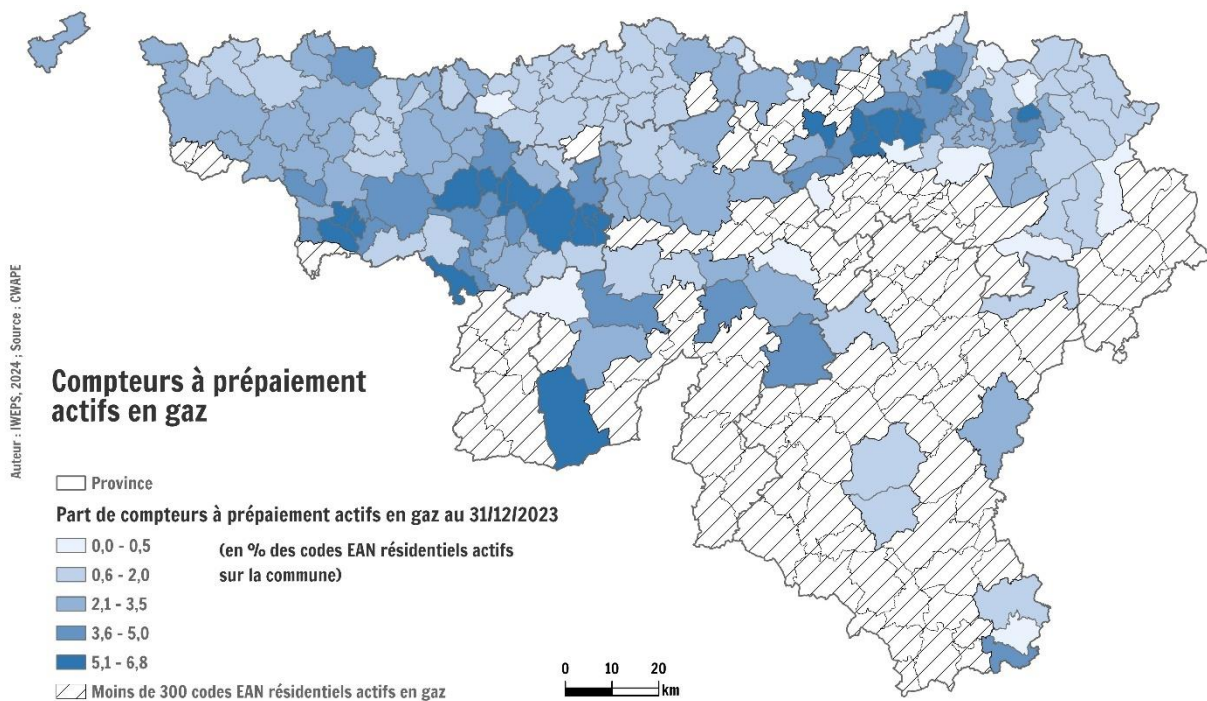 Auteur : IWEPS, 2024 ; Source : CWAPE
Compteurs à prépaiement
actifs en gaz
Province
Part de compteurs à prépaiement actifs en gaz au 31/12/2023
0,0 - 0,5
(en % des codes EAN résidentiels actifs
0,6 - 2,0
sur la commune)
2,1 - 3,5
3,6 - 5,0
5,1 - 6,8
Moins de 300 codes EAN résidentiels actifs en gaz
0 10 20
km